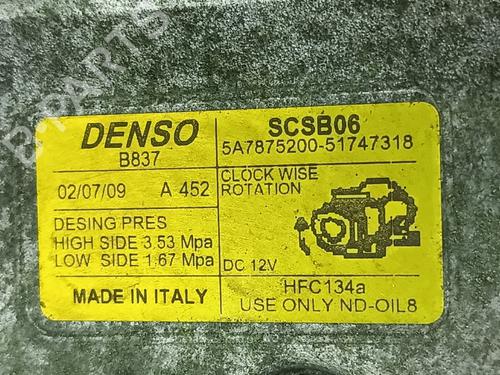 DENSO
B837
SCSB06
5A7875200-51747318
02/07/09 A 452
CLOCK WISE
ROTATION
DESING PRES
HIGH SIDE 3.53 Mpa
LOW SIDE 1.67 Mpa
DC 12V
MADE IN ITALY
HFC134a
USE ONLY ND-OIL8
B-PARTS